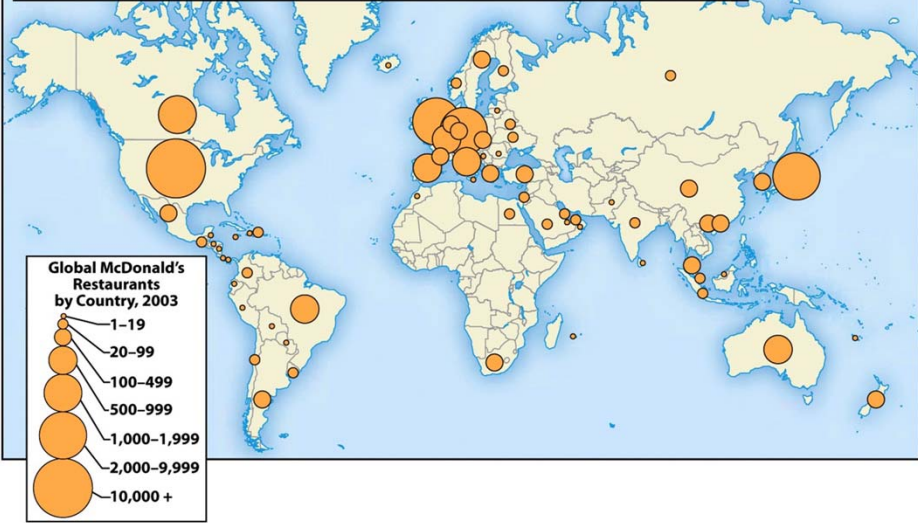 Global McDonald's
Restaurants
by Country, 2003
1–19
20–99
100–499
500–999
1,000–1,999
2,000–9,999
10,000 +